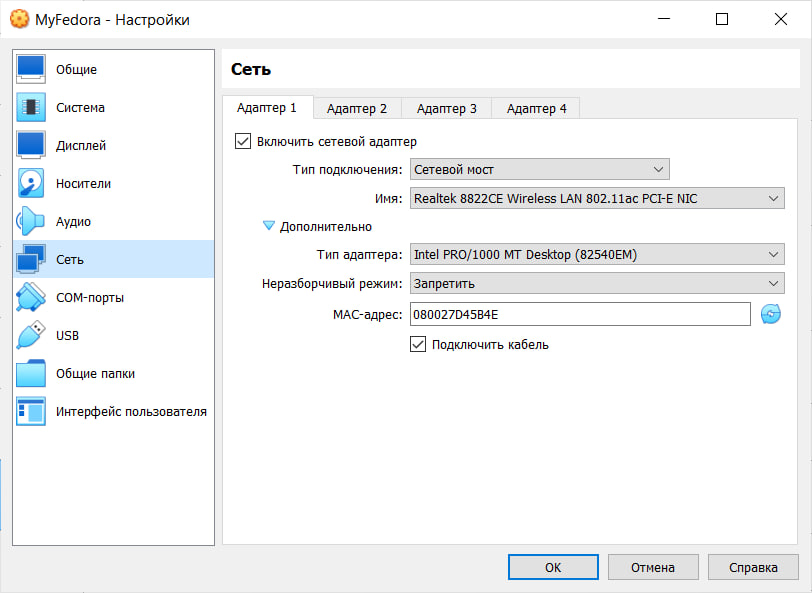 MyFedora - Настройки
Общие
Система
Дисплей
Носители
Аудио
Сеть
COM-порты
USB
Общие папки
Интерфейс пользователя
Сеть
Адаптер 1 Адаптер 2 Адаптер 3 Адаптер 4
Включить сетевой адаптер
Тип подключения: Сетевой мост
Имя: Realtek 8822CE Wireless LAN 802.11ac PCI-E NIC
Дополнительно
Тип адаптера: Intel PRO/1000 MT Desktop (82540EM)
Неразборчивый режим: Запретить
MAC-адрес: 080027D45B4E
Подключить кабель
ОК Отмена Справка